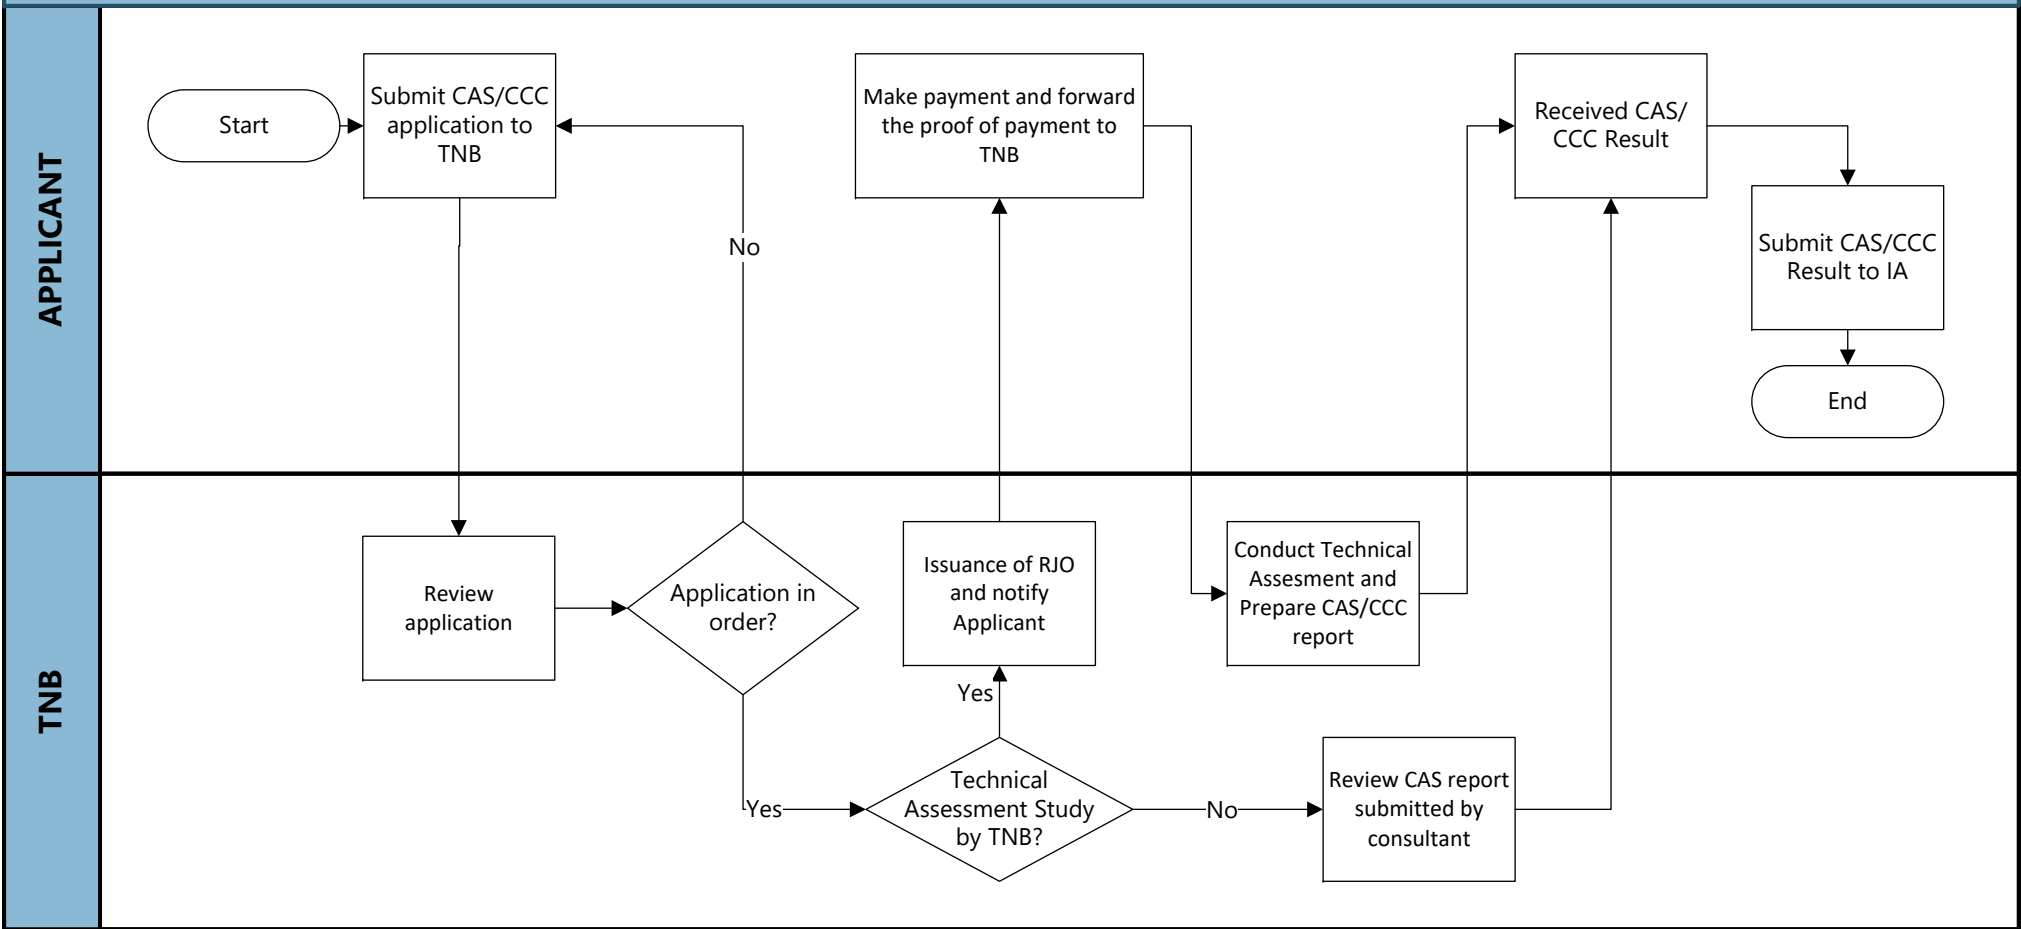 APPLICANT
Start
Submit CAS/CCC
application to
TNB
No
Make payment and forward
the proof of payment to
TNB
Received CAS/
CCC Result
Submit CAS/CCC
Result to IA
End
TNB
Review
application
Application in
order?
Yes
Issuance of RJO
and notify
Applicant
Yes
Technical
Assessment Study
by TNB?
No
Conduct Technical
Assesment and
Prepare CAS/CCC
report
Review CAS report
submitted by
consultant